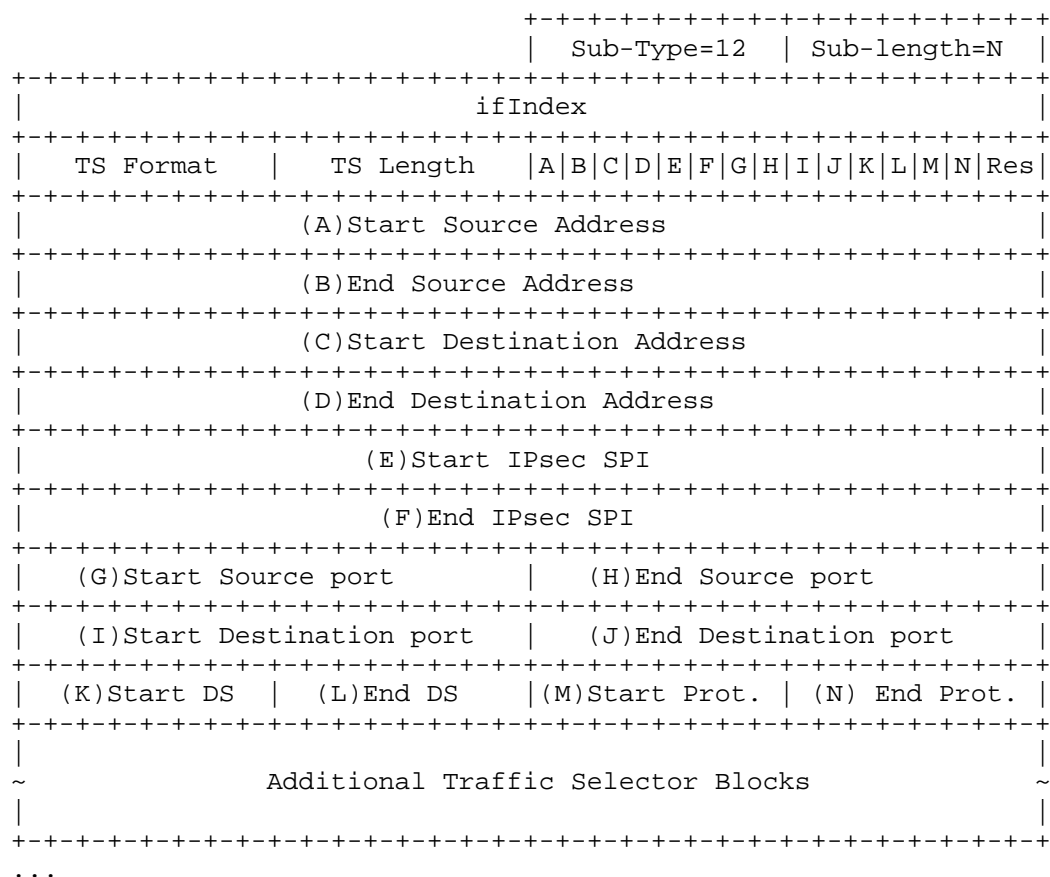 +-+-+-+-+-+-+-+-+-+-+-+-+-+-+-+-+
                                |  Sub-Type=12  | Sub-length=N  |
+-+-+-+-+-+-+-+-+-+-+-+-+-+-+-+-+-+-+-+-+-+-+-+-+-+-+-+-+-+-+-+-+
|                            ifIndex                            |
+-+-+-+-+-+-+-+-+-+-+-+-+-+-+-+-+-+-+-+-+-+-+-+-+-+-+-+-+-+-+-+-+
|   TS Format   |   TS Length   |A|B|C|D|E|F|G|H|I|J|K|L|M|N|Res|
+-+-+-+-+-+-+-+-+-+-+-+-+-+-+-+-+-+-+-+-+-+-+-+-+-+-+-+-+-+-+-+-+
|                 (A)Start Source Address                       |
+-+-+-+-+-+-+-+-+-+-+-+-+-+-+-+-+-+-+-+-+-+-+-+-+-+-+-+-+-+-+-+-+
|                 (B)End Source Address                         |
+-+-+-+-+-+-+-+-+-+-+-+-+-+-+-+-+-+-+-+-+-+-+-+-+-+-+-+-+-+-+-+-+
|                 (C)Start Destination Address                  |
+-+-+-+-+-+-+-+-+-+-+-+-+-+-+-+-+-+-+-+-+-+-+-+-+-+-+-+-+-+-+-+-+
|                 (D)End Destination Address                    |
+-+-+-+-+-+-+-+-+-+-+-+-+-+-+-+-+-+-+-+-+-+-+-+-+-+-+-+-+-+-+-+-+
|                     (E)Start IPsec SPI                        |
+-+-+-+-+-+-+-+-+-+-+-+-+-+-+-+-+-+-+-+-+-+-+-+-+-+-+-+-+-+-+-+-+
|                      (F)End IPsec SPI                         |
+-+-+-+-+-+-+-+-+-+-+-+-+-+-+-+-+-+-+-+-+-+-+-+-+-+-+-+-+-+-+-+-+
|   (G)Start Source port        |   (H)End Source port          |
+-+-+-+-+-+-+-+-+-+-+-+-+-+-+-+-+-+-+-+-+-+-+-+-+-+-+-+-+-+-+-+-+
|   (I)Start Destination port   |   (J)End Destination port     |
+-+-+-+-+-+-+-+-+-+-+-+-+-+-+-+-+-+-+-+-+-+-+-+-+-+-+-+-+-+-+-+-+
|  (K)Start DS  |  (L)End DS    |(M)Start Prot. | (N) End Prot. |
+-+-+-+-+-+-+-+-+-+-+-+-+-+-+-+-+-+-+-+-+-+-+-+-+-+-+-+-+-+-+-+-+
|                                                               |
~               Additional Traffic Selector Blocks              ~
|                                                               |
+-+-+-+-+-+-+-+-+-+-+-+-+-+-+-+-+-+-+-+-+-+-+-+-+-+-+-+-+-+-+-+-+
...